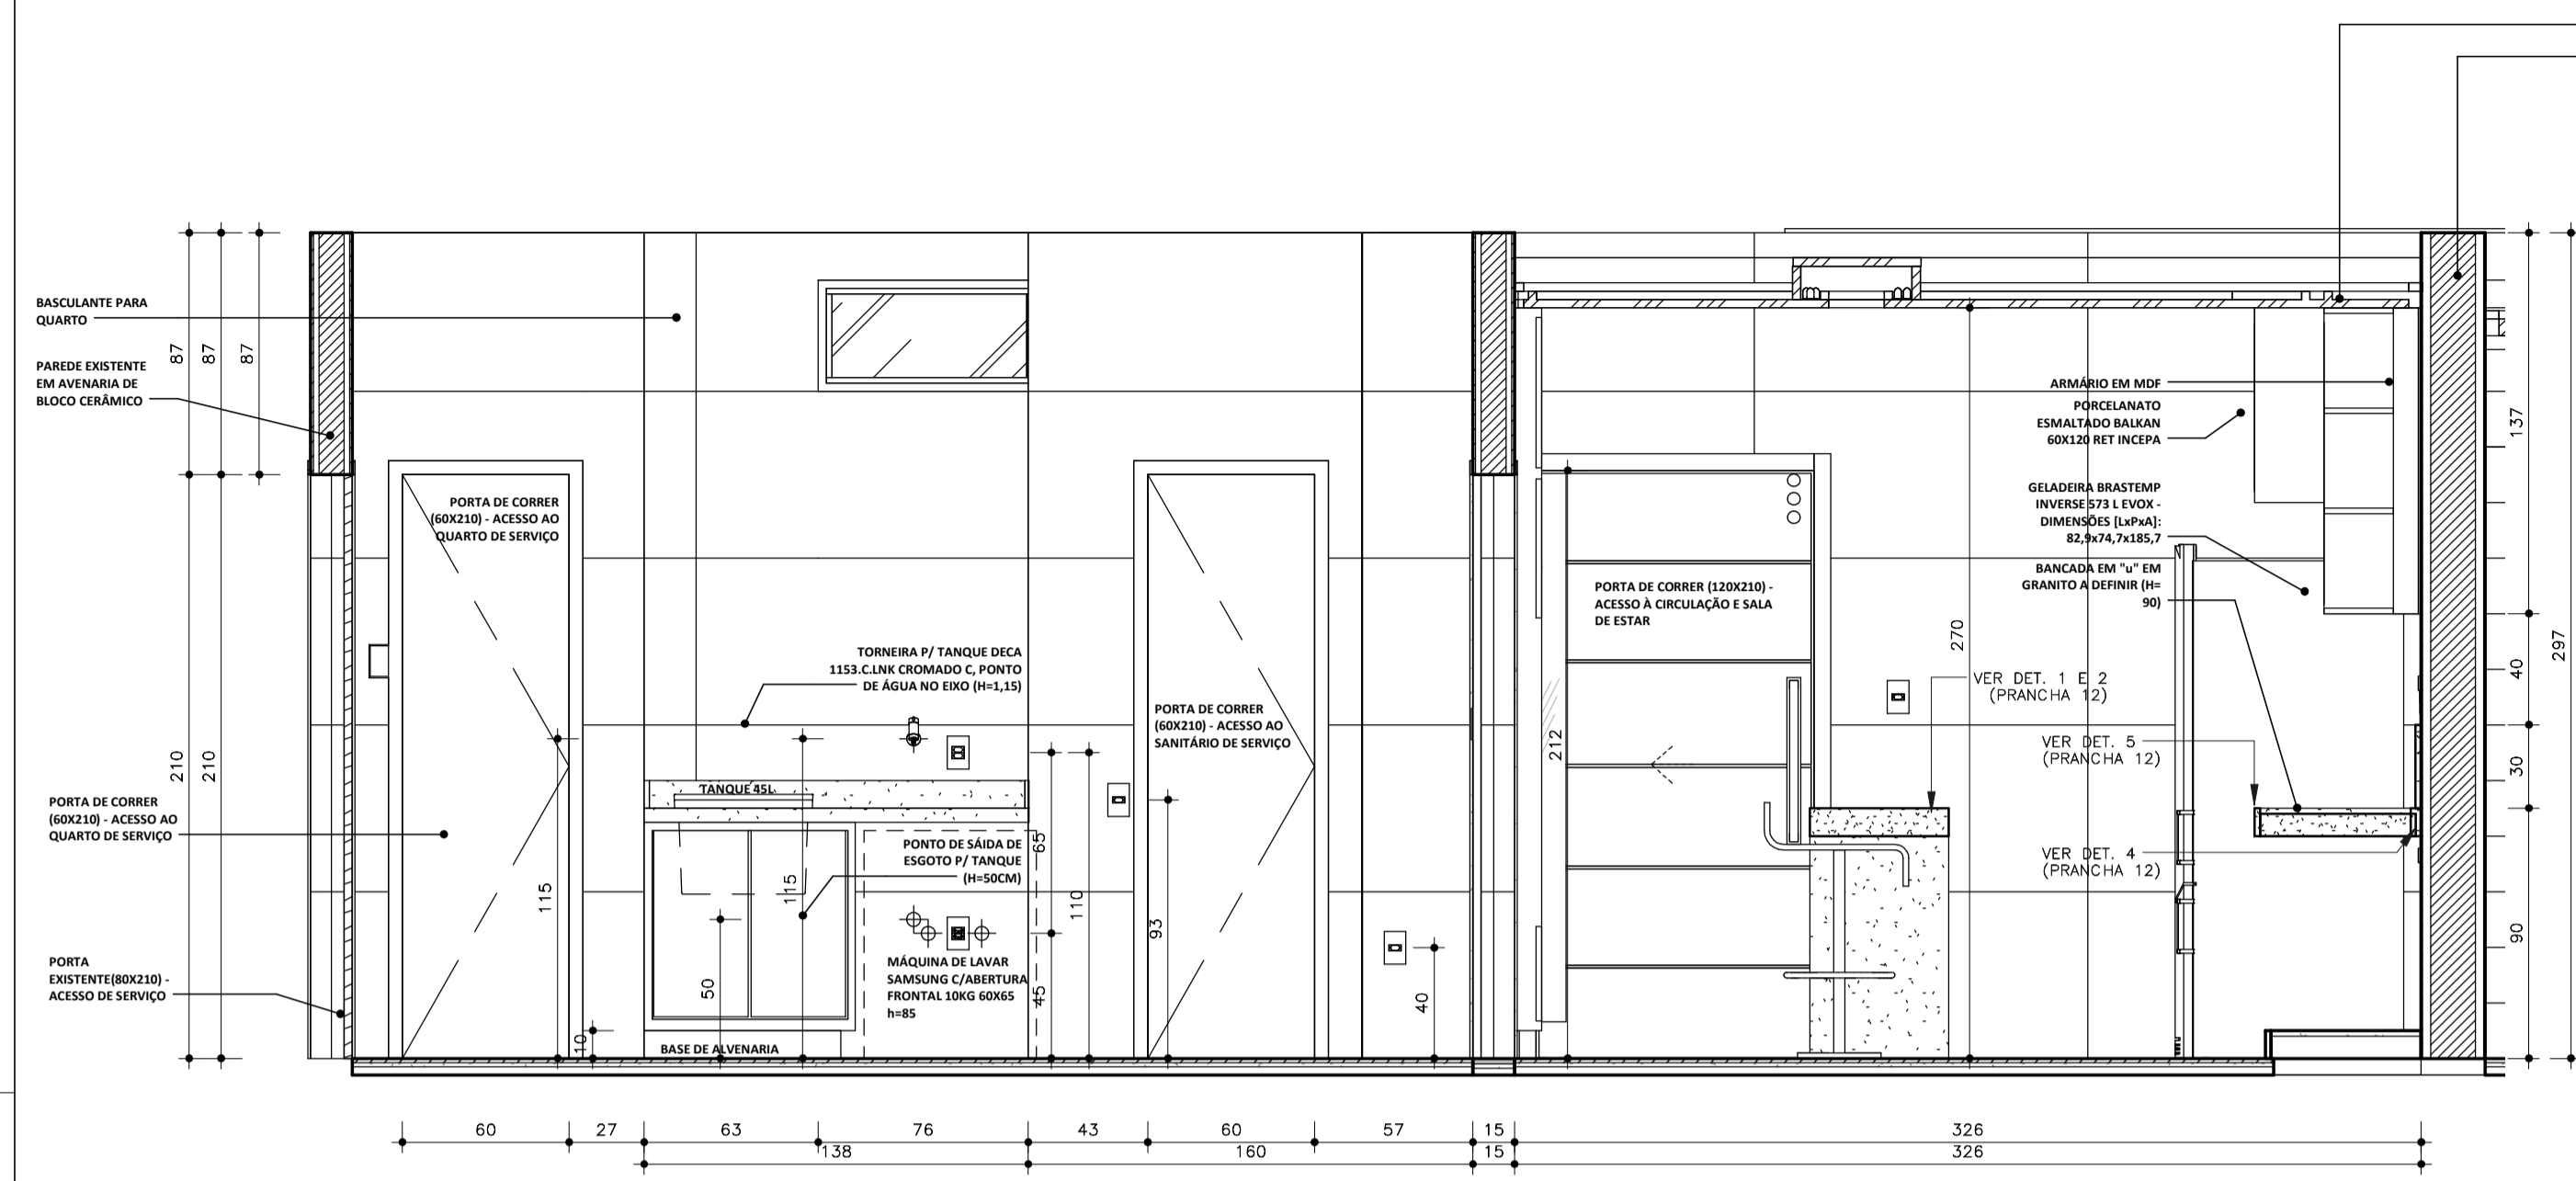 BASCULANTE PARA
QUARTO
PAREDE EXISTENTE
EM AVENARIA DE
BLOCO CERÂMICO
PORTA DE CORRER
(60X210) - ACESSO AO
QUARTO DE SERVIÇO
PORTA
EXISTENTE(80X210) -
ACESSO DE SERVIÇO
87
87
87
210
210
PORTA DE CORRER
(60X210) - ACESSO AO
QUARTO DE SERVIÇO
TORNEIRA P/ TANQUE DECA
1153.C.LNK CROMADO C, PONTO
DE ÁGUA NO EIXO (H=1,15)
TANQUE 45L
PONTO DE SÁIDA DE
ESGOTO P/ TANQUE
(H=50CM)
MÁQUINA DE LAVAR
SAMSUNG C/ABERTURA
FRONTAL 10KG 60X65
h=85
BASE DE ALVENARIA
115
10
50
115
65
45
110
93
40
PORTA DE CORRER
(60X210) - ACESSO AO
SANITÁRIO DE SERVIÇO
PORTA DE CORRER (120X210) -
ACESSO À CIRCULAÇÃO E SALA
DE ESTAR
212
270
ARMÁRIO EM MDF
PORCELANATO
ESMALTADO BALKAN
60X120 RET INCEPA
GELADEIRA BRASTEMP
INVERSE 573 L EVOX -
DIMENSÕES [LxPxA]:
82,9x74,7x185,7
BANCADA EM "u" EM
GRANITO A DEFINIR (H=
90)
VER DET. 1 E 2
(PRANCHA 12)
VER DET. 5
(PRANCHA 12)
VER DET. 4
(PRANCHA 12)
137
40
30
90
297
60 27 63 76 43 60 57 15 326
138 160 15 326